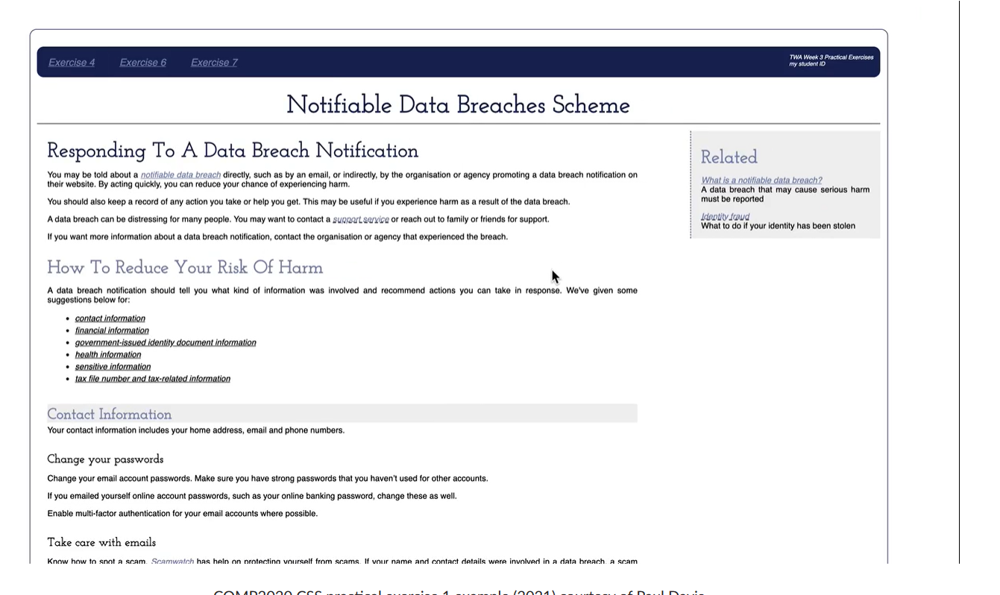 Exercise 4 Exercise 6 Exercise 7
TWA Week 3 Practical Exercises
my student ID
Notifiable Data Breaches Scheme
Responding To A Data Breach Notification
You may be told about a notifiable data breach directly, such as by an email, or indirectly, by the organisation or agency promoting a data breach notification on
their website. By acting quickly, you can reduce your chance of experiencing harm.
You should also keep a record of any action you take or help you get. This may be useful if you experience harm as a result of the data breach.
A data breach can be distressing for many people. You may want to contact a support service or reach out to family or friends for support.
If you want more information about a data breach notification, contact the organisation or agency that experienced the breach.
How To Reduce Your Risk Of Harm
A data breach notification should tell you what kind of information was involved and recommend actions you can take in response. We've given some
suggestions below for:
• contact information
• financial information
• government-issued identity document information
• health information
• sensitive information
• tax file number and tax-related information
Contact Information
Your contact information includes your home address, email and phone numbers.
Change your passwords
Change your email account passwords. Make sure you have strong passwords that you haven't used for other accounts.
If you emailed yourself online account passwords, such as your online banking password, change these as well.
Enable multi-factor authentication for your email accounts where possible.
Take care with emails
Know how to spot a scam. Scamwatch has help on protecting yourself from scams. If your name and contact details were involved in a data breach, a scam
Related
What is a notifiable data breach?
A data breach that may cause serious harm
must be reported
Identity fraud
What to do if your identity has been stolen
COMP2020 CSS practical exercise 1 example (2021) courtesy of Paul Davis